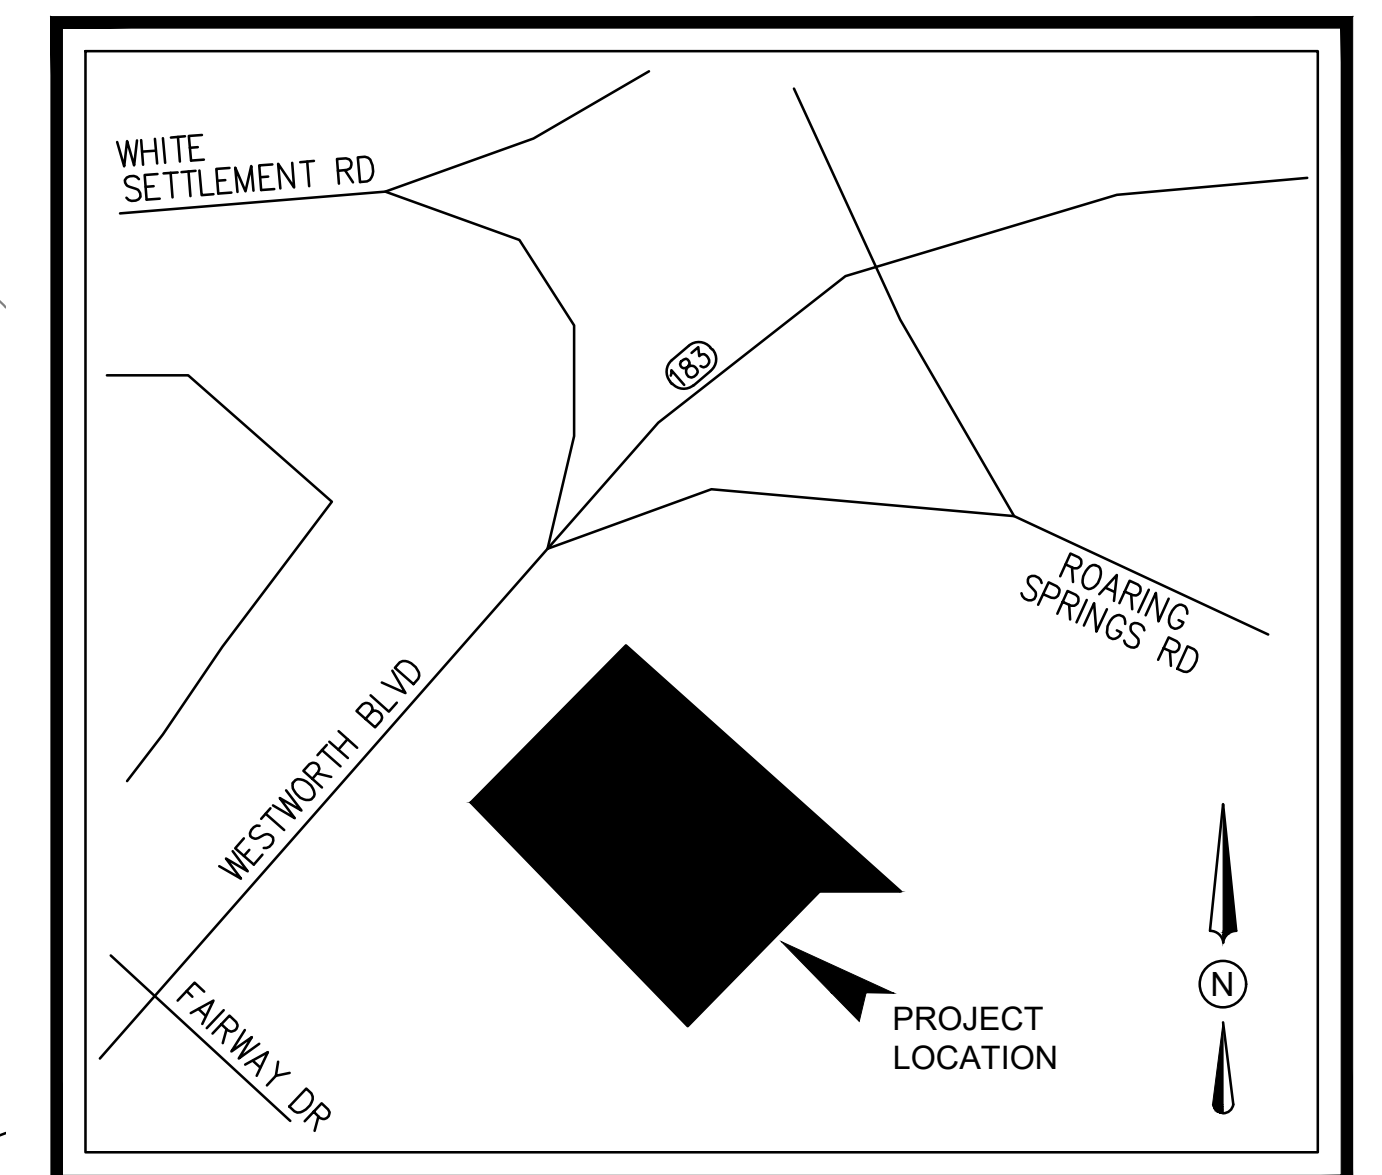 WHITE
SETTLEMENT RD
183
ROARING
SPRINGS RD
WESTWORTH BLVD
FAIRWAY DR
N
PROJECT
LOCATION